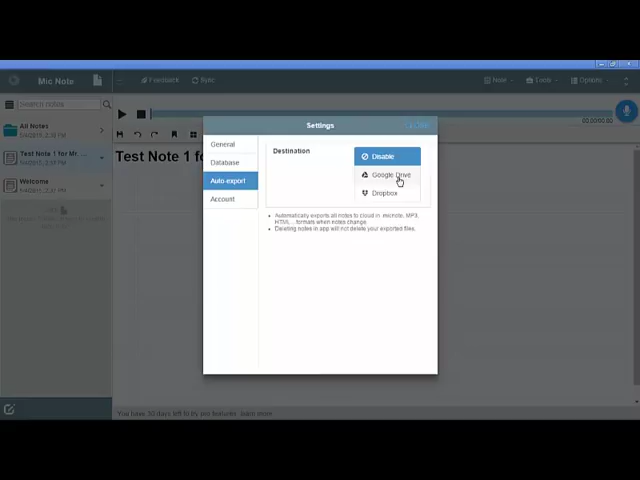 Mic Note
Feedback
Sync
Note
Tools
Options
Search notes
00:00/00:00
All Notes
Test Note 1 for Mr. ...
Welcome
Test Note 1 fo
Settings
CLOSE
General
Database
Auto-export
Account
Destination
Disable
Google Drive
Dropbox
Automatically exports all notes to cloud in .micnote, MP3,
HTML... formats when notes change.
Deleting notes in app will not delete your exported files.
You have 30 days left to try pro features. learn more